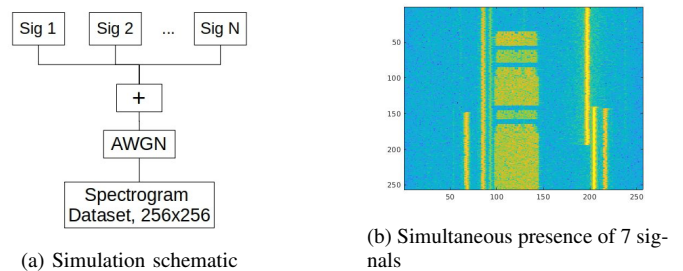 Sig 1 Sig 2 ... Sig N
+
AWGN
Spectrogram
Dataset, 256x256
(a) Simulation schematic
50
100
150
200
250
50 100 150 200 250
(b) Simultaneous presence of 7 sig-
nals